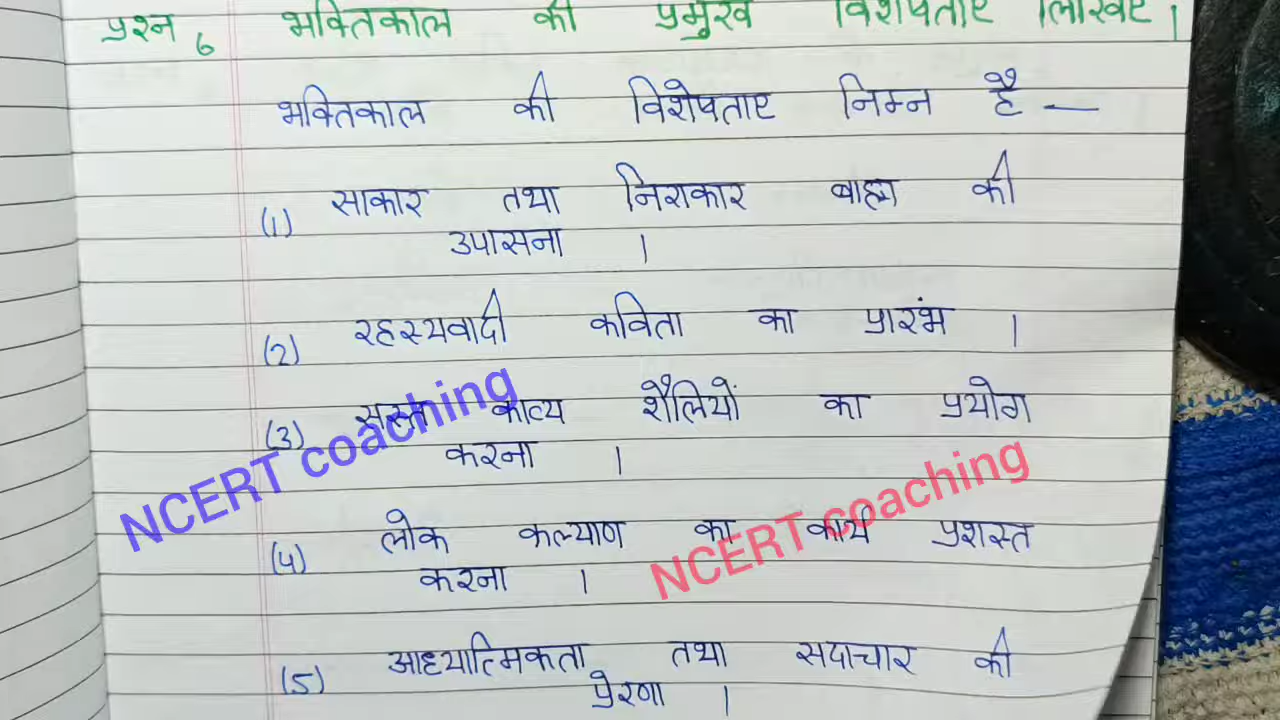 प्रश्न 6 भक्तिकाल की प्रमुख विशेषताए लिखिए ।
भक्तिकाल की विशेषताए निम्न है —
(1) साकार तथा निराकार बाह्म की
उपासना ।
(2) रहस्यवादी कविता का प्रारंभ ।
(3) काव्य शैलियों का प्रयोग
करना ।
(4) लोक कल्याण का कार्य प्रशस्त
करना ।
(5) आध्यात्मिकता तथा सदाचार की
प्रेरणा ।
NCERT coaching
NCERT coaching